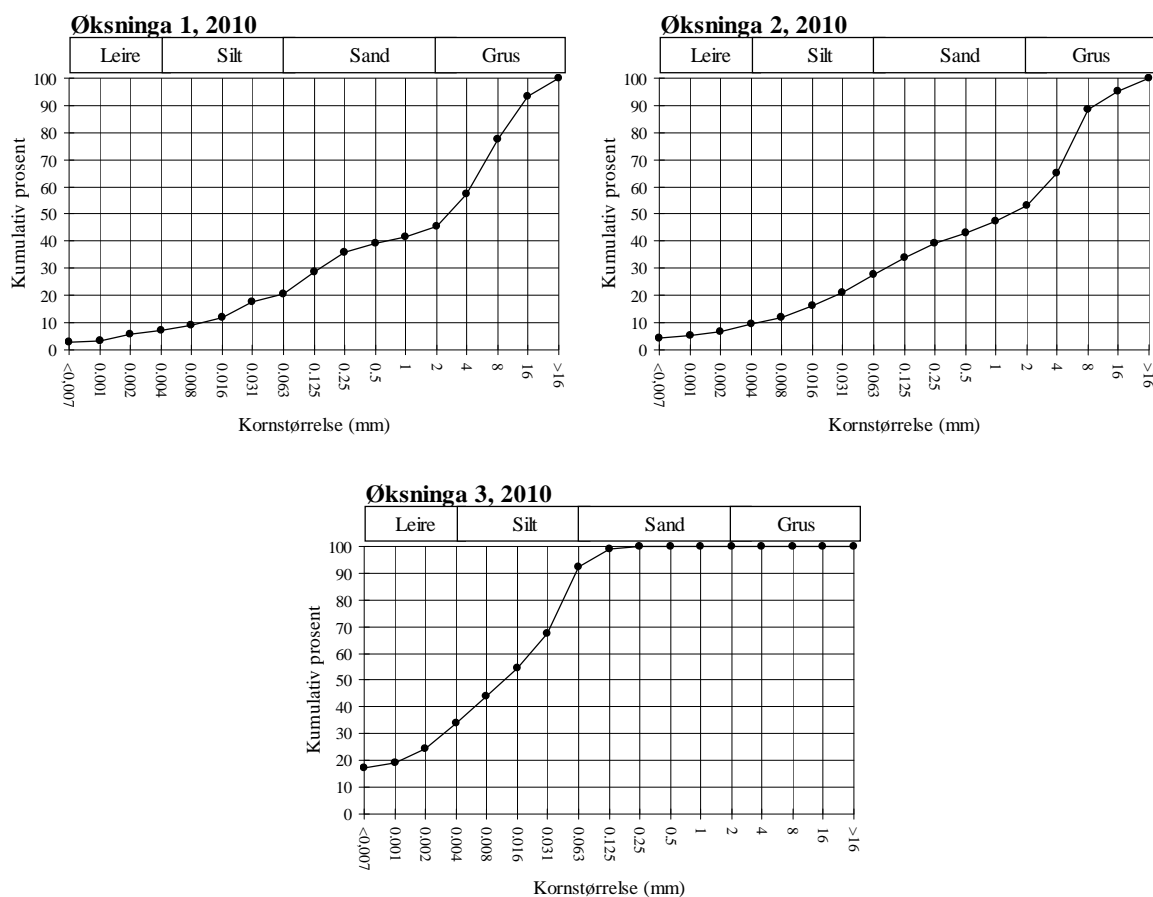 Øksninga 1, 2010
Leire Silt Sand Grus
100
90
80
70
60
50
40
30
20
10
0
Kumulativ prosent
<0,007 0.001 0.002 0.004 0.008 0.016 0.031 0.063 0.125 0.25 0.5 1 2 4 8 16 >16
Kornstørrelse (mm)
Øksninga 2, 2010
Leire Silt Sand Grus
100
90
80
70
60
50
40
30
20
10
0
Kumulativ prosent
<0,007 0.001 0.002 0.004 0.008 0.016 0.031 0.063 0.125 0.25 0.5 1 2 4 8 16 >16
Kornstørrelse (mm)
Øksninga 3, 2010
Leire Silt Sand Grus
100
90
80
70
60
50
40
30
20
10
0
Kumulativ prosent
<0,007 0.001 0.002 0.004 0.008 0.016 0.031 0.063 0.125 0.25 0.5 1 2 4 8 16 >16
Kornstørrelse (mm)